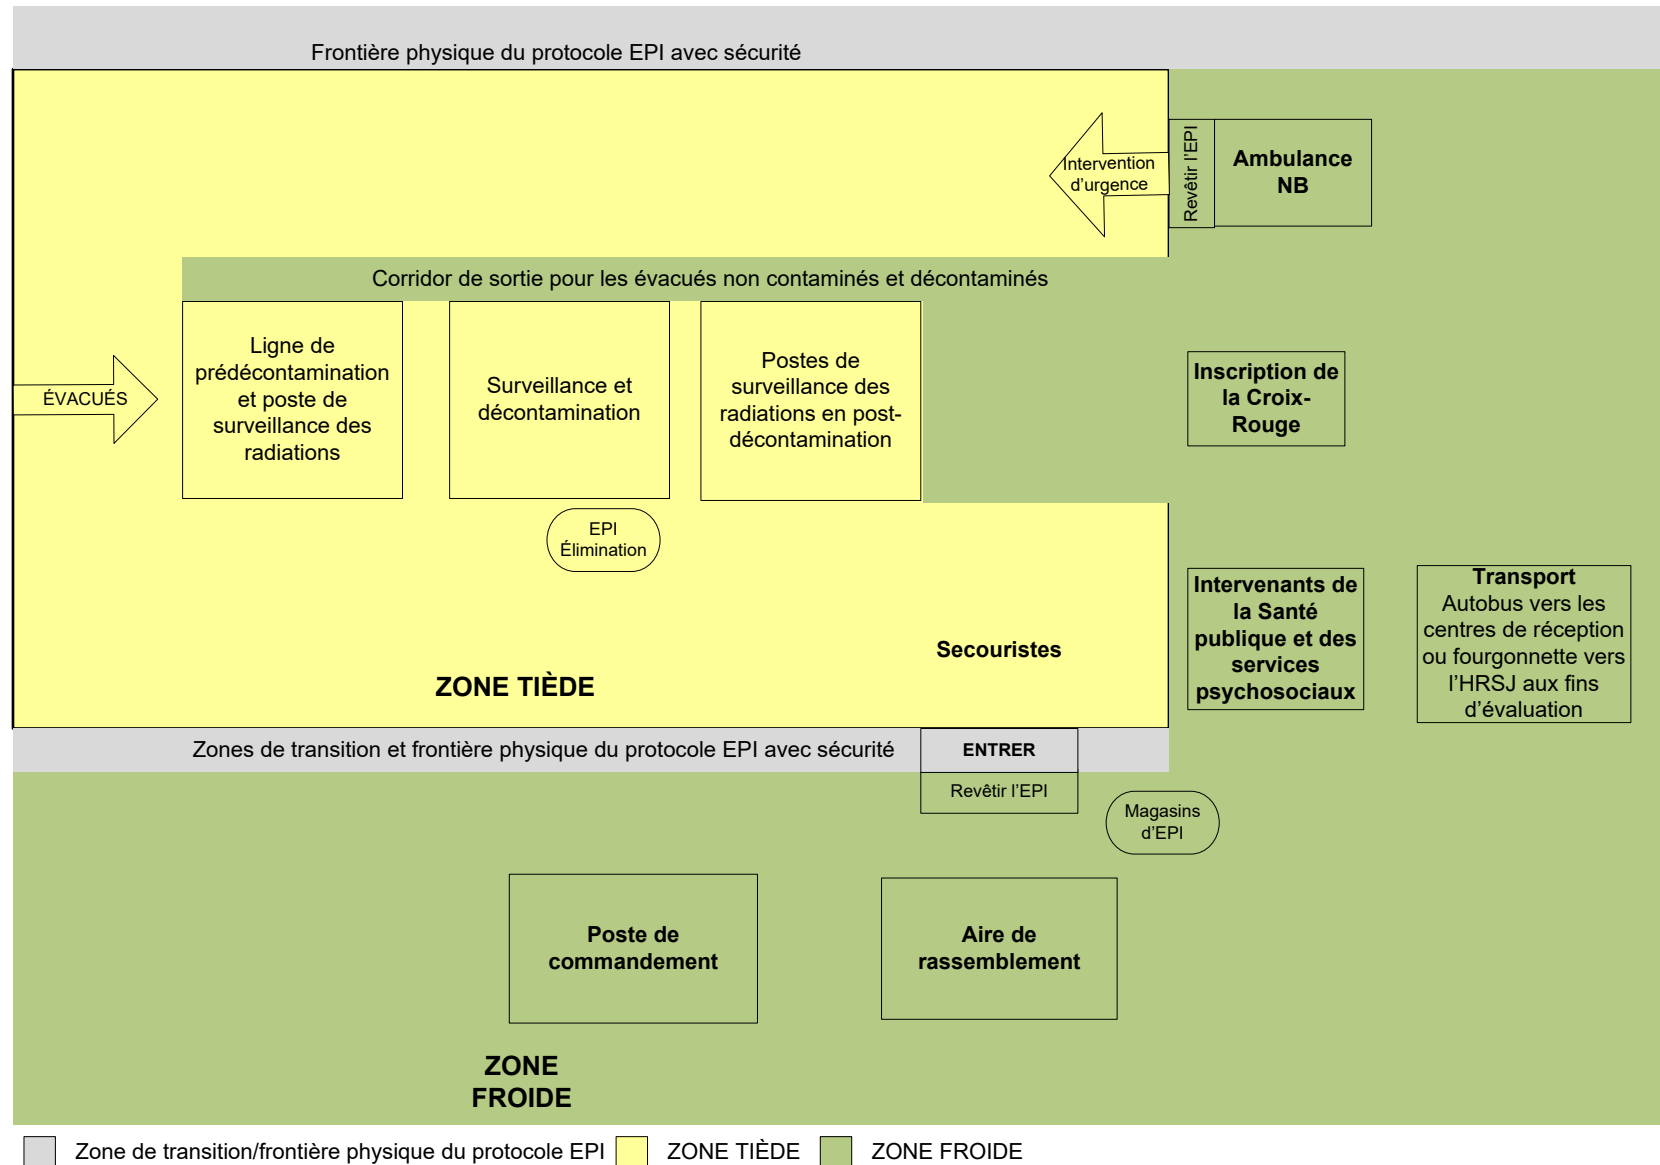 Frontière physique du protocole EPI avec sécurité
Intervention
d'urgence
Revêtir l'EPI
Ambulance
NB
Corridor de sortie pour les évacués non contaminés et décontaminés
ÉVACUÉS
Ligne de
prédécontamination
et poste de
surveillance des
radiations
Surveillance et
décontamination
Postes de
surveillance des
radiations en post-
décontamination
Inscription de
la Croix-
Rouge
EPI
Élimination
Secouristes
ZONE TIÈDE
Intervenants de
la Santé
publique et des
services
psychosociaux
Transport
Autobus vers les
centres de réception
ou fourgonnette vers
l'HRSJ aux fins
d'évaluation
Zones de transition et frontière physique du protocole EPI avec sécurité
ENTRER
Revêtir l'EPI
Magasins
d'EPI
Poste de
commandement
Aire de
rassemblement
ZONE
FROIDE
Zone de transition/frontière physique du protocole EPI
ZONE TIÈDE
ZONE FROIDE